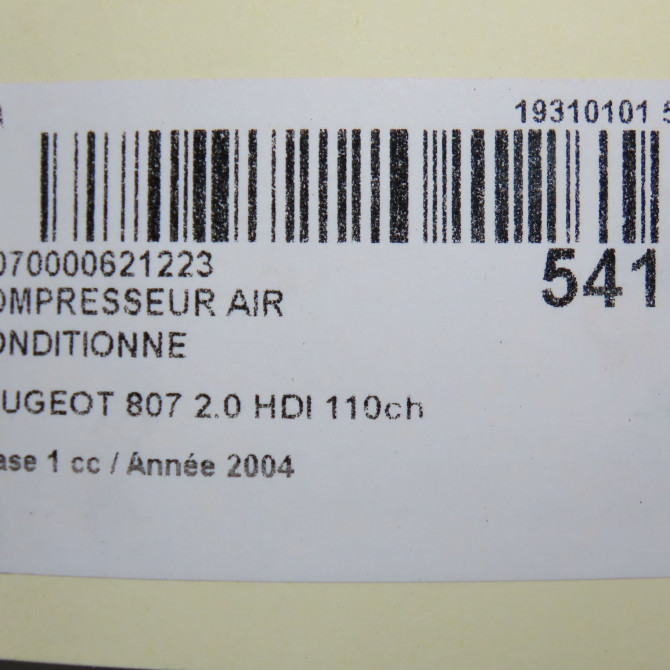 19310101 5
070000621223
541
OMPRESSEUR AIR
ONDITIONNE
UGEOT 807 2.0 HDI 110ch
ase 1 cc / Année 2004